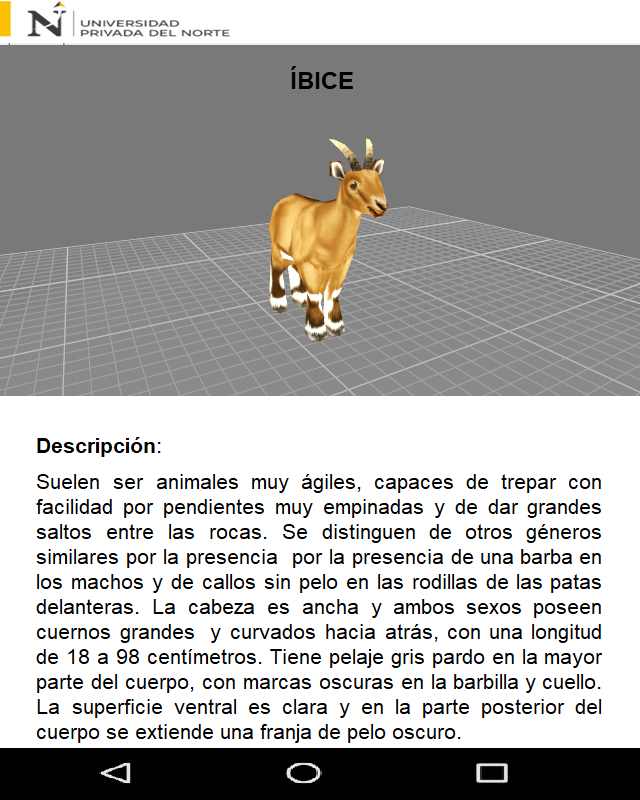 UNIVERSIDAD
PRIVADA DEL NORTE
ÍBICE
Descripción:
Suelen ser animales muy ágiles, capaces de trepar con
facilidad por pendientes muy empinadas y de dar grandes
saltos entre las rocas. Se distinguen de otros géneros
similares por la presencia  por la presencia de una barba en
los machos y de callos sin pelo en las rodillas de las patas
delanteras. La cabeza es ancha y ambos sexos poseen
cuernos grandes  y curvados hacia atrás, con una longitud
de 18 a 98 centímetros. Tiene pelaje gris pardo en la mayor
parte del cuerpo, con marcas oscuras en la barbilla y cuello.
La superficie ventral es clara y en la parte posterior del
cuerpo se extiende una franja de pelo oscuro.